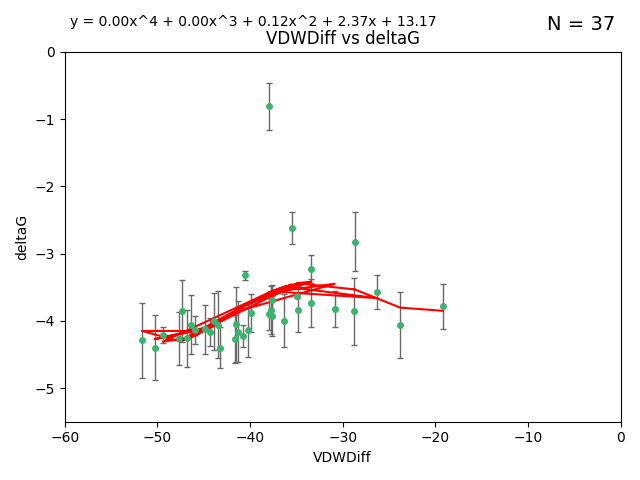 y = 0.00x^4 + 0.00x^3 + 0.12x^2 + 2.37x + 13.17
N = 37
VDWDiff vs deltaG
0
−1
−2
−3
−4
−5
deltaG
−60 −50 −40 −30 −20 −10 0
VDWDiff